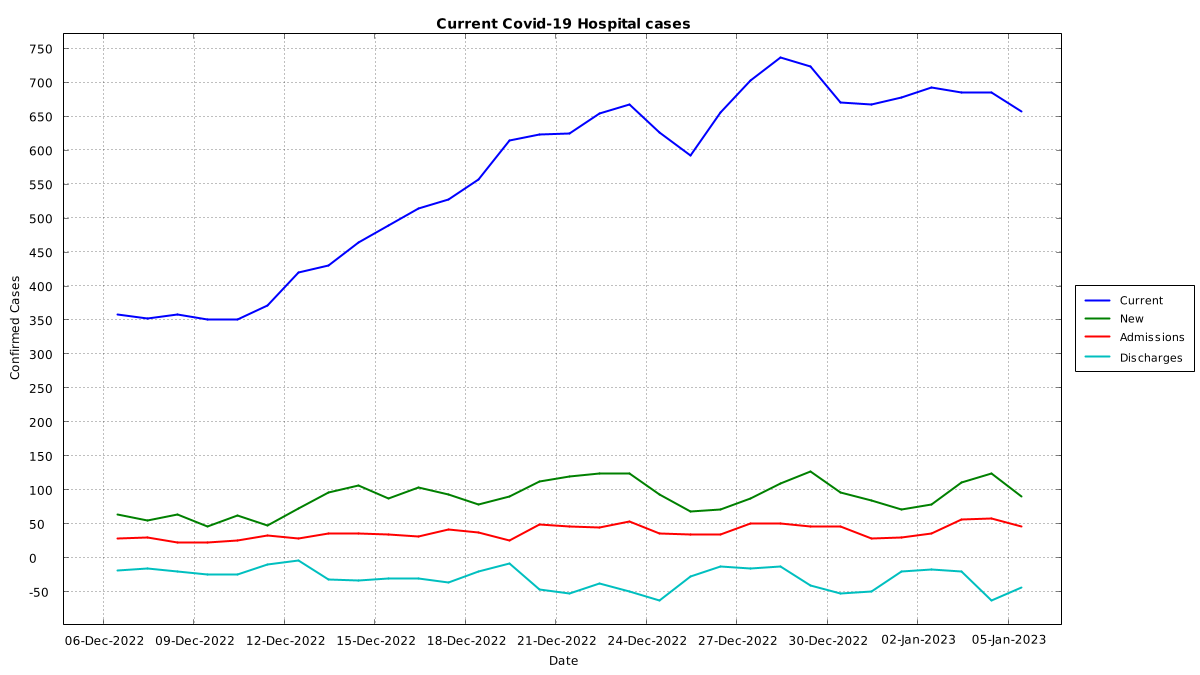 Current Covid-19 Hospital cases
750
700
650
600
550
500
450
400
350
300
250
200
150
100
50
0
-50
Confirmed Cases
06-Dec-2022 09-Dec-2022 12-Dec-2022 15-Dec-2022 18-Dec-2022 21-Dec-2022 24-Dec-2022 27-Dec-2022 30-Dec-2022 02-Jan-2023 05-Jan-2023
Date
Current
New
Admissions
Discharges